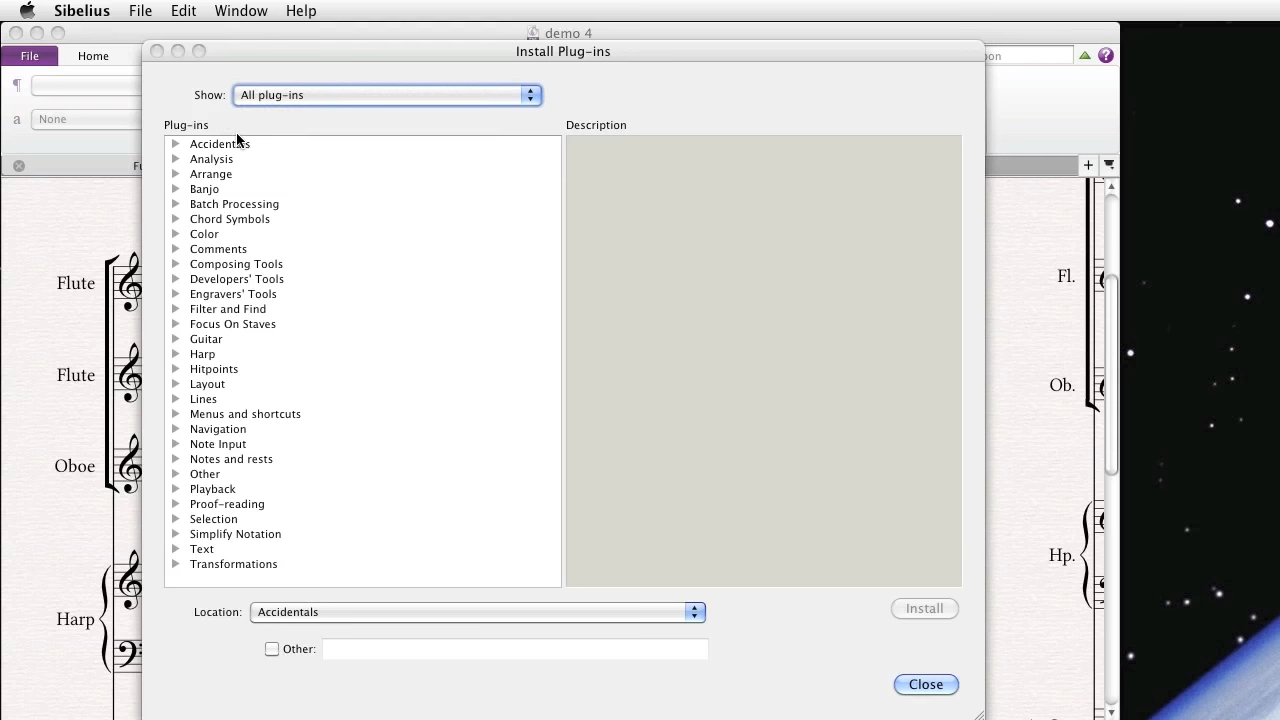 Sibelius File Edit Window Help
demo 4
Install Plug-ins
File Home
Show: All plug-ins
a None
Plug-ins Description
Accidentals
Analysis
Arrange
Banjo
Batch Processing
Chord Symbols
Color
Comments
Composing Tools
Developers' Tools
Engravers' Tools
Filter and Find
Focus On Staves
Guitar
Harp
Hitpoints
Layout
Lines
Menus and shortcuts
Navigation
Note Input
Notes and rests
Other
Playback
Proof-reading
Selection
Simplify Notation
Text
Transformations
Flute
Flute
Oboe
Harp
Fl.
Ob.
Hp.
Location: Accidentals Install
Other:
Close